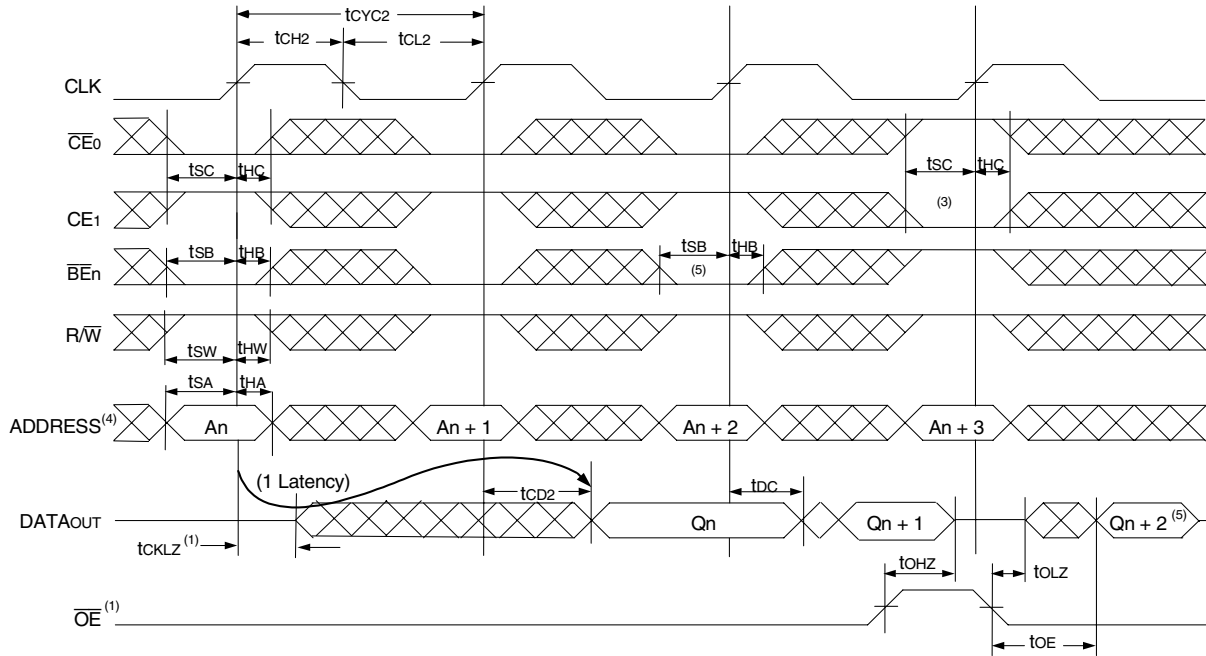 tCYC2
tCH2 tCL2
CLK
CE0
tSC tHC tSC tHC
(3)
CE1
tSB tHB tSB tHB
(5)
BEn
R/W
tSW tHW
tSA tHA
ADDRESS(4) An An + 1 An + 2 An + 3
(1 Latency)
tCD2 tDC
DATAOUT Qn Qn + 1 Qn + 2 (5)
tCKLZ (1)
tOHZ tOLZ
OE (1)
tOE